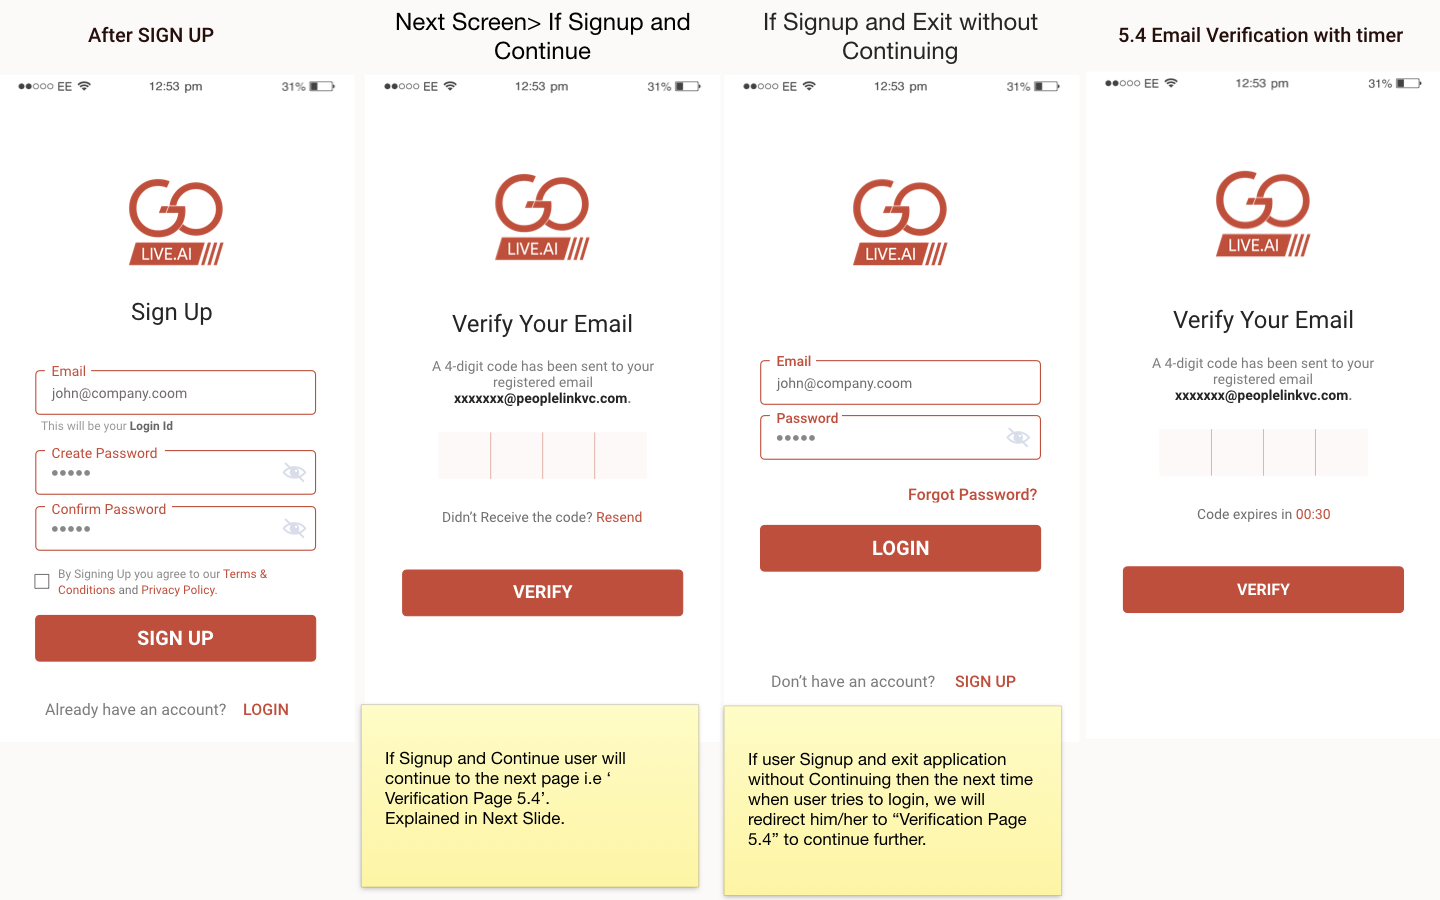 After SIGN UP
●●○○○ EE
12:53 pm
31%
GO
LIVE.AI
Sign Up
Email
john@company.coom
This will be your Login Id
Create Password
●●●●●
Confirm Password
●●●●●
By Signing Up you agree to our Terms &
Conditions and Privacy Policy.
SIGN UP
Already have an account? LOGIN
Next Screen> If Signup and
Continue
●●○○○ EE
12:53 pm
31%
GO
LIVE.AI
Verify Your Email
A 4-digit code has been sent to your
registered email
xxxxxxx@peoplelinkvc.com.
Didn't Receive the code? Resend
VERIFY
If Signup and Continue user will
continue to the next page i.e ‘
Verification Page 5.4’.
Explained in Next Slide.
If Signup and Exit without
Continuing
●●○○○ EE
12:53 pm
31%
GO
LIVE.AI
Email
john@company.coom
Password
●●●●●
Forgot Password?
LOGIN
Don't have an account? SIGN UP
If user Signup and exit application
without Continuing then the next time
when user tries to login, we will
redirect him/her to “Verification Page
5.4” to continue further.
5.4 Email Verification with timer
●●○○○ EE
12:53 pm
31%
GO
LIVE.AI
Verify Your Email
A 4-digit code has been sent to your
registered email
xxxxxxx@peoplelinkvc.com.
Code expires in 00:30
VERIFY